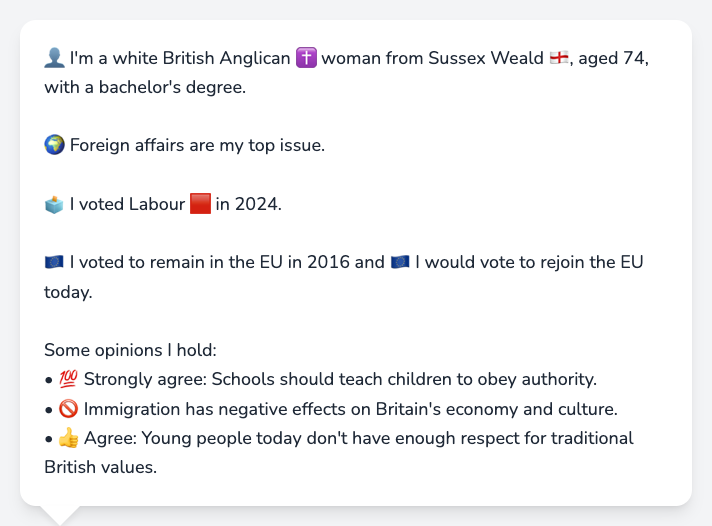 👤 I'm a white British Anglican ✝️ woman from Sussex Weald 🏴󠁧󠁢󠁥󠁮󠁧󠁿, aged 74,
with a bachelor's degree.
🌍 Foreign affairs are my top issue.
🗳️ I voted Labour 🟥 in 2024.
🇪🇺 I voted to remain in the EU in 2016 and 🇪🇺 I would vote to rejoin the EU
today.
Some opinions I hold:
• 💯 Strongly agree: Schools should teach children to obey authority.
• 🚫 Immigration has negative effects on Britain's economy and culture.
• 👍 Agree: Young people today don't have enough respect for traditional
British values.